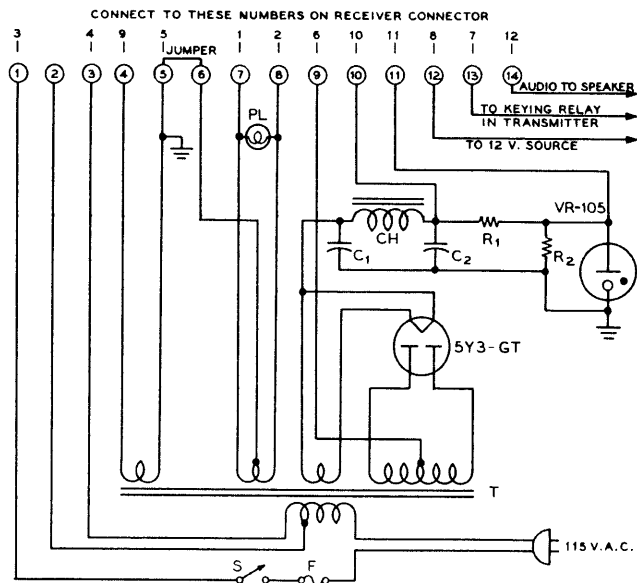 CONNECT TO THESE NUMBERS ON RECEIVER CONNECTOR
3 4 9 5 1 2 6 10 11 8 7 12
JUMPER
1 2 3 4 5 6 7 8 9 10 11 12 13 14
AUDIO TO SPEAKER
PL
TO KEYING RELAY
IN TRANSMITTER
TO 12 V. SOURCE
VR-105
CH
R1
C1
C2
R2
5Y3-GT
T
S
F
115 V.A.C.